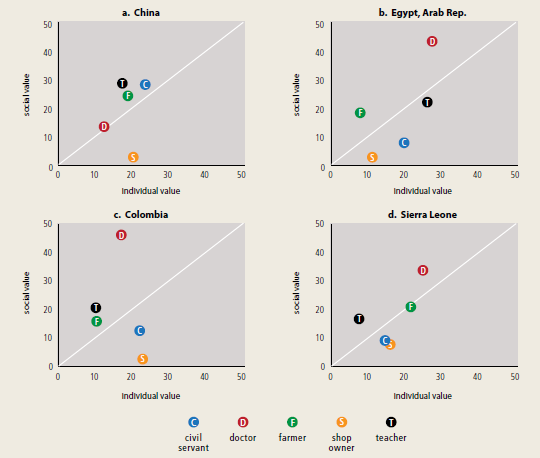 a. China
50
40
30
20
10
0
social value
T
C
F
D
S
0 10 20 30 40 50
individual value
b. Egypt, Arab Rep.
50
40
30
20
10
0
social value
D
T
F
C
S
0 10 20 30 40 50
individual value
c. Colombia
50
40
30
20
10
0
social value
D
T
F
C
S
0 10 20 30 40 50
individual value
d. Sierra Leone
50
40
30
20
10
0
social value
D
F
T
C
S
0 10 20 30 40 50
individual value
C D F S T
civil doctor farmer shop teacher
servant owner